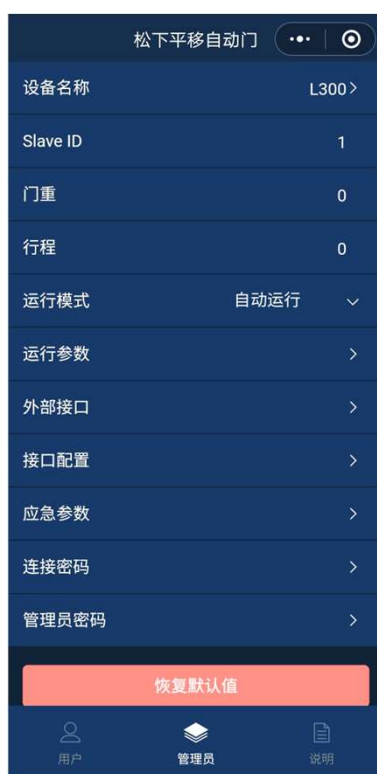 松下平移自动门
设备名称 L300
Slave ID 1
门重 0
行程 0
运行模式 自动运行
运行参数
外部接口
接口配置
应急参数
连接密码
管理员密码
恢复默认值
用户 管理员 说明